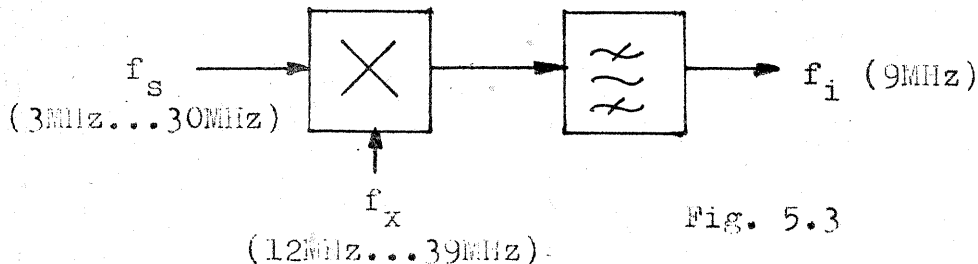 f_s
(3MHz...30MHz)
f_x
(12MHz...39MHz)
f_i (9MHz)
Fig. 5.3